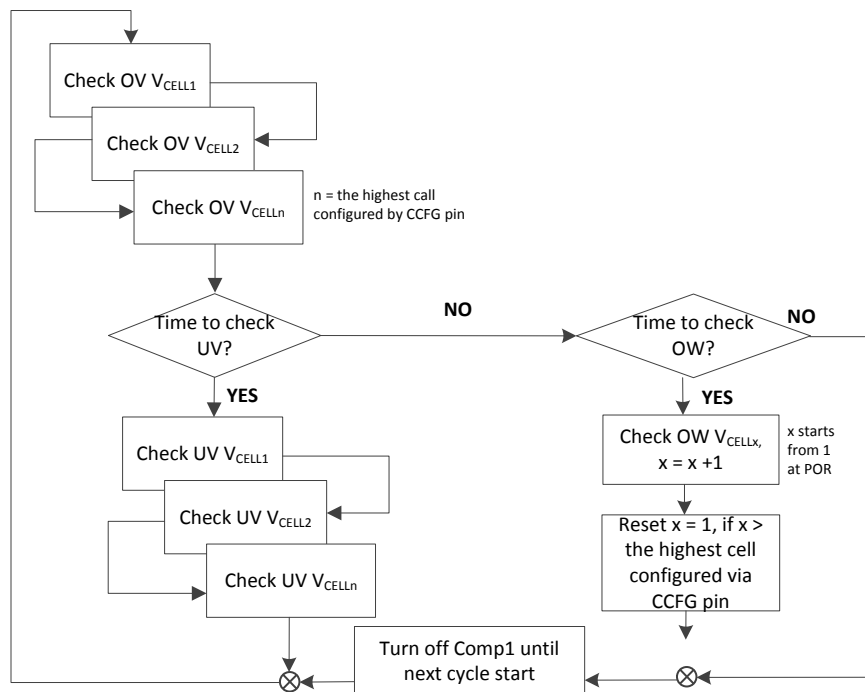 Check OV VCELL1
Check OV VCELL2
Check OV VCELLn
n = the highest call
configured by CCFG pin
Time to check
UV?
NO
Time to check
OW?
NO
YES
YES
Check UV VCELL1
Check UV VCELL2
Check UV VCELLn
Check OW VCELLx,
x = x +1
x starts
from 1
at POR
Reset x = 1, if x >
the highest cell
configured via
CCFG pin
Turn off Comp1 until
next cycle start